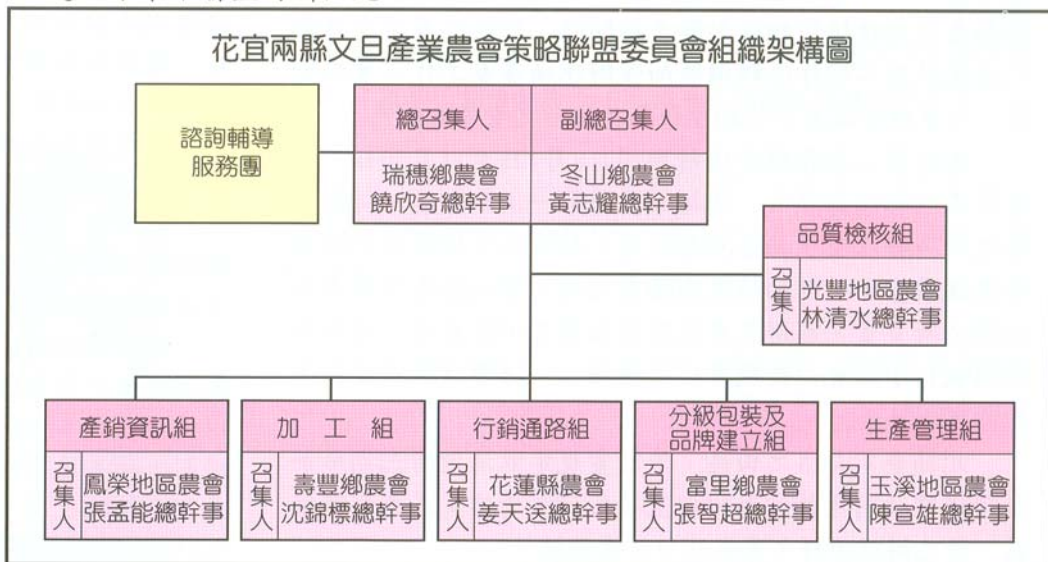 花宜兩縣文旦產業農會策略聯盟委員會組織架構圖
諮詢輔導
服務團
總召集人
瑞穗鄉農會
饒欣奇總幹事
副總召集人
冬山鄉農會
黃志耀總幹事
品質檢核組
召集人
光豐地區農會
林清水總幹事
產銷資訊組
召集人
鳳榮地區農會
張孟能總幹事
加工組
召集人
壽豐鄉農會
沈錦標總幹事
行銷通路組
召集人
花蓮縣農會
姜天送總幹事
分級包裝及
品牌建立組
召集人
富里鄉農會
張智超總幹事
生產管理組
召集人
玉溪地區農會
陳宣雄總幹事